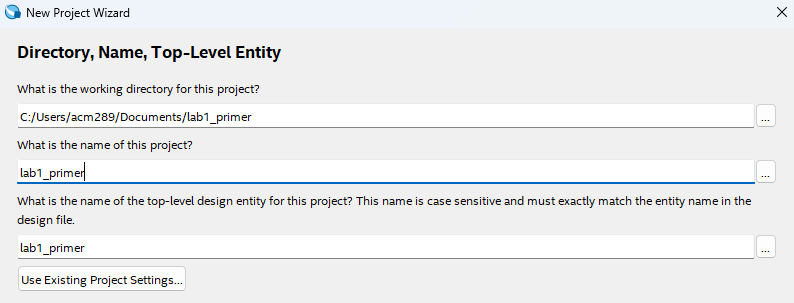 New Project Wizard
Directory, Name, Top-Level Entity
What is the working directory for this project?
C:/Users/acm289/Documents/lab1_primer
...
What is the name of this project?
lab1_primer
...
What is the name of the top-level design entity for this project? This name is case sensitive and must exactly match the entity name in the
design file.
lab1_primer
...
Use Existing Project Settings...